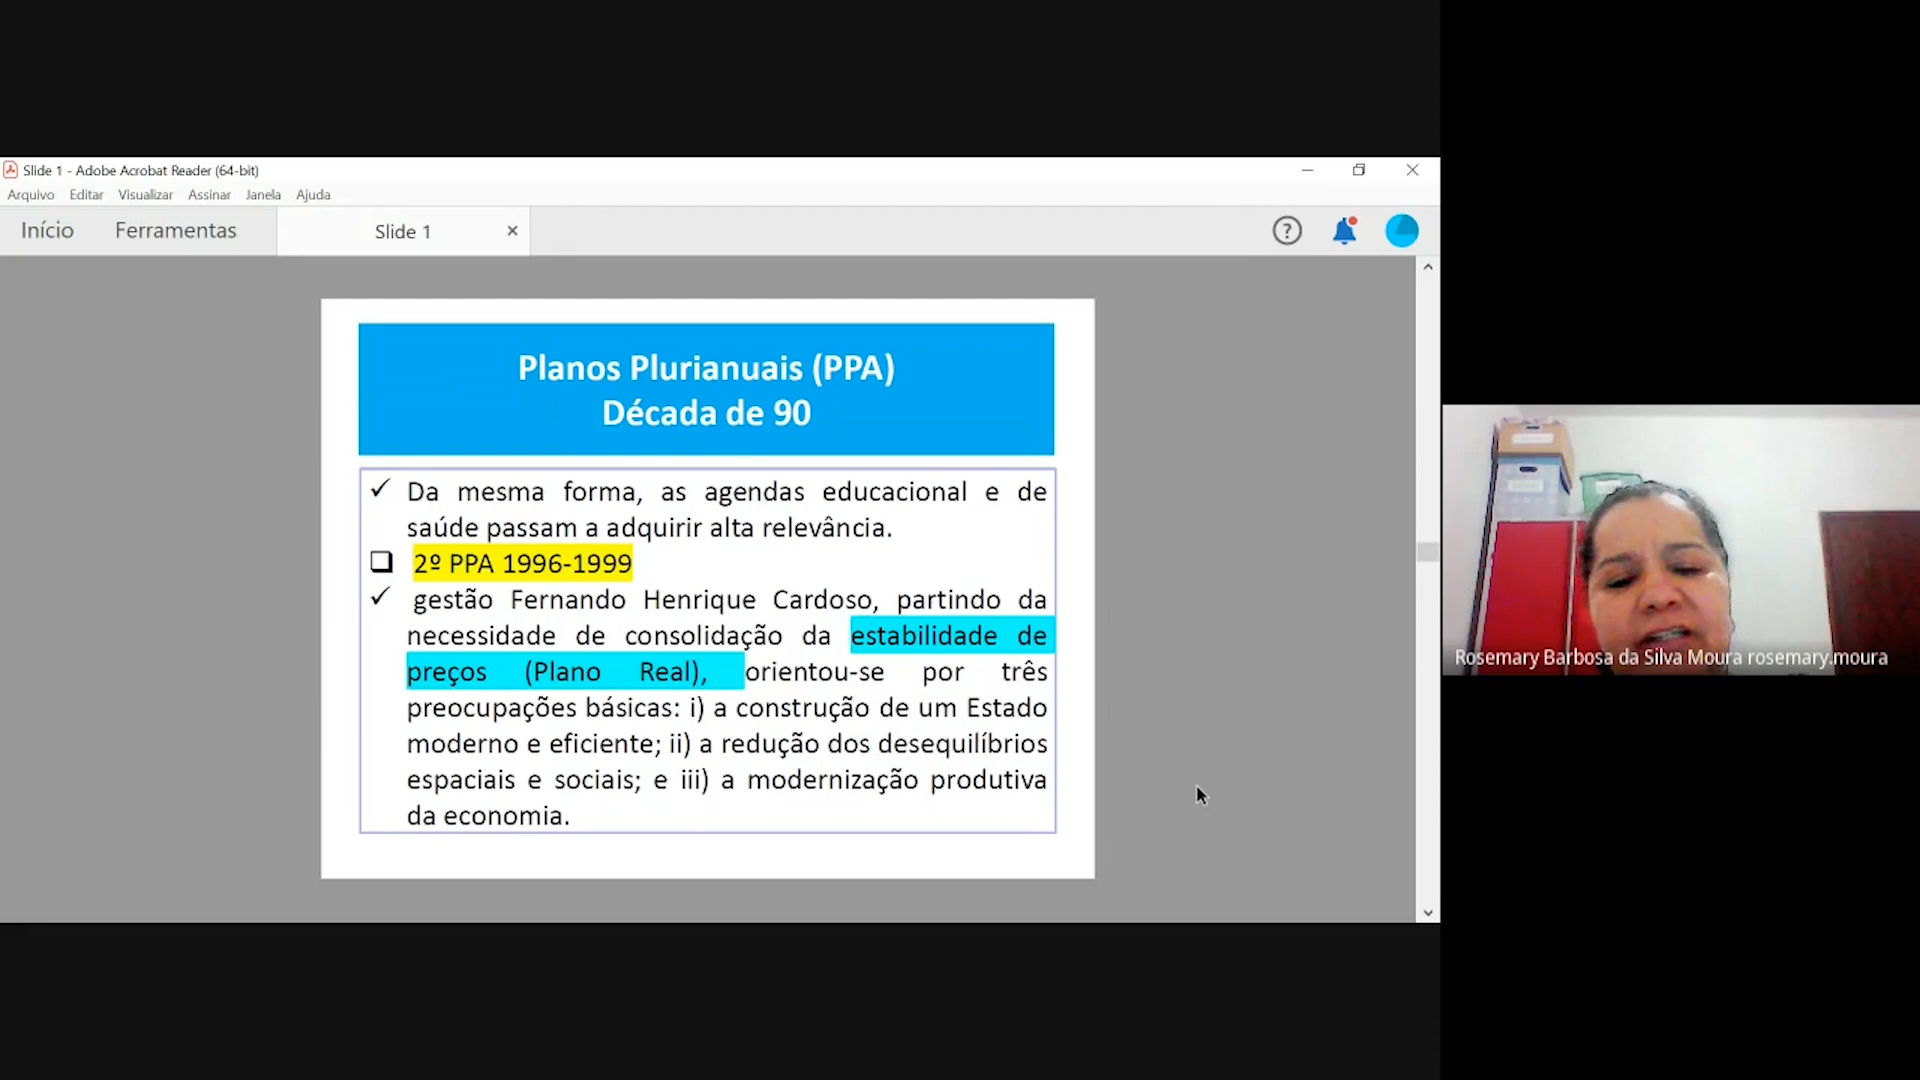 Slide 1 - Adobe Acrobat Reader (64-bit)
Arquivo Editar Visualizar Assinar Janela Ajuda
Início Ferramentas Slide 1
Planos Plurianuais (PPA)
Década de 90
Da mesma forma, as agendas educacional e de
saúde passam a adquirir alta relevância.
2º PPA 1996-1999
gestão Fernando Henrique Cardoso, partindo da
necessidade de consolidação da estabilidade de
preços (Plano Real), orientou-se por três
preocupações básicas: i) a construção de um Estado
moderno e eficiente; ii) a redução dos desequilíbrios
espaciais e sociais; e iii) a modernização produtiva
da economia.
Rosemary Barbosa da Silva Moura rosemary.moura